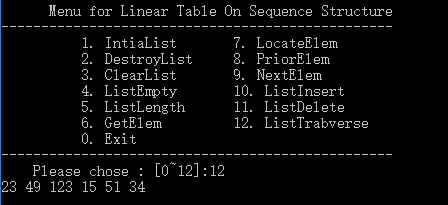 Menu for Linear Table On Sequence Structure
-------------------------------------------------
1. IntiaList 7. LocateElem
2. DestroyList 8. PriorElem
3. ClearList 9. NextElem
4. ListEmpty 10. ListInsert
5. ListLength 11. ListDelete
6. GetElem 12. ListTrabverse
0. Exit
-------------------------------------------------
Please chose : [0~12]:12
23 49 123 15 51 34